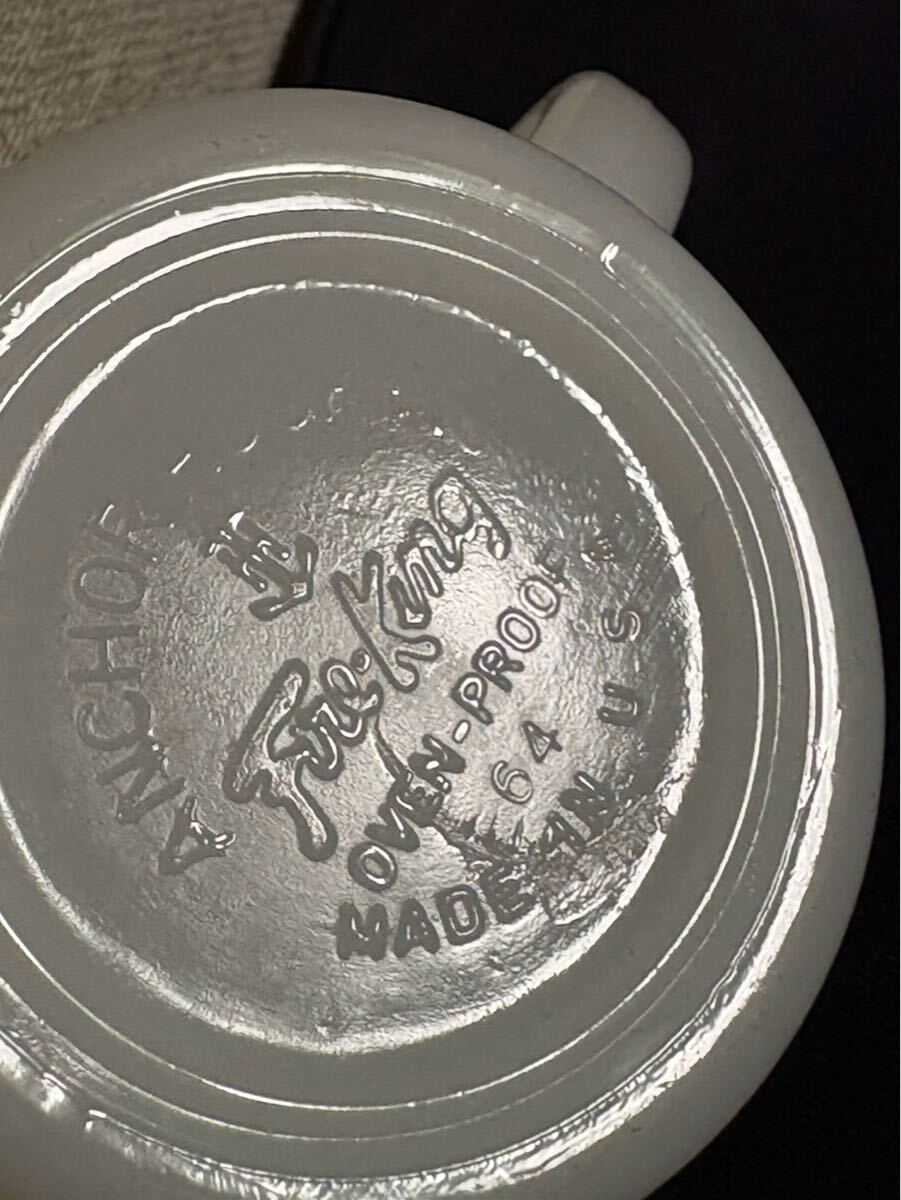 ANCHOR
Fire-King
OVEN-PROOF
64
MADE IN U S A